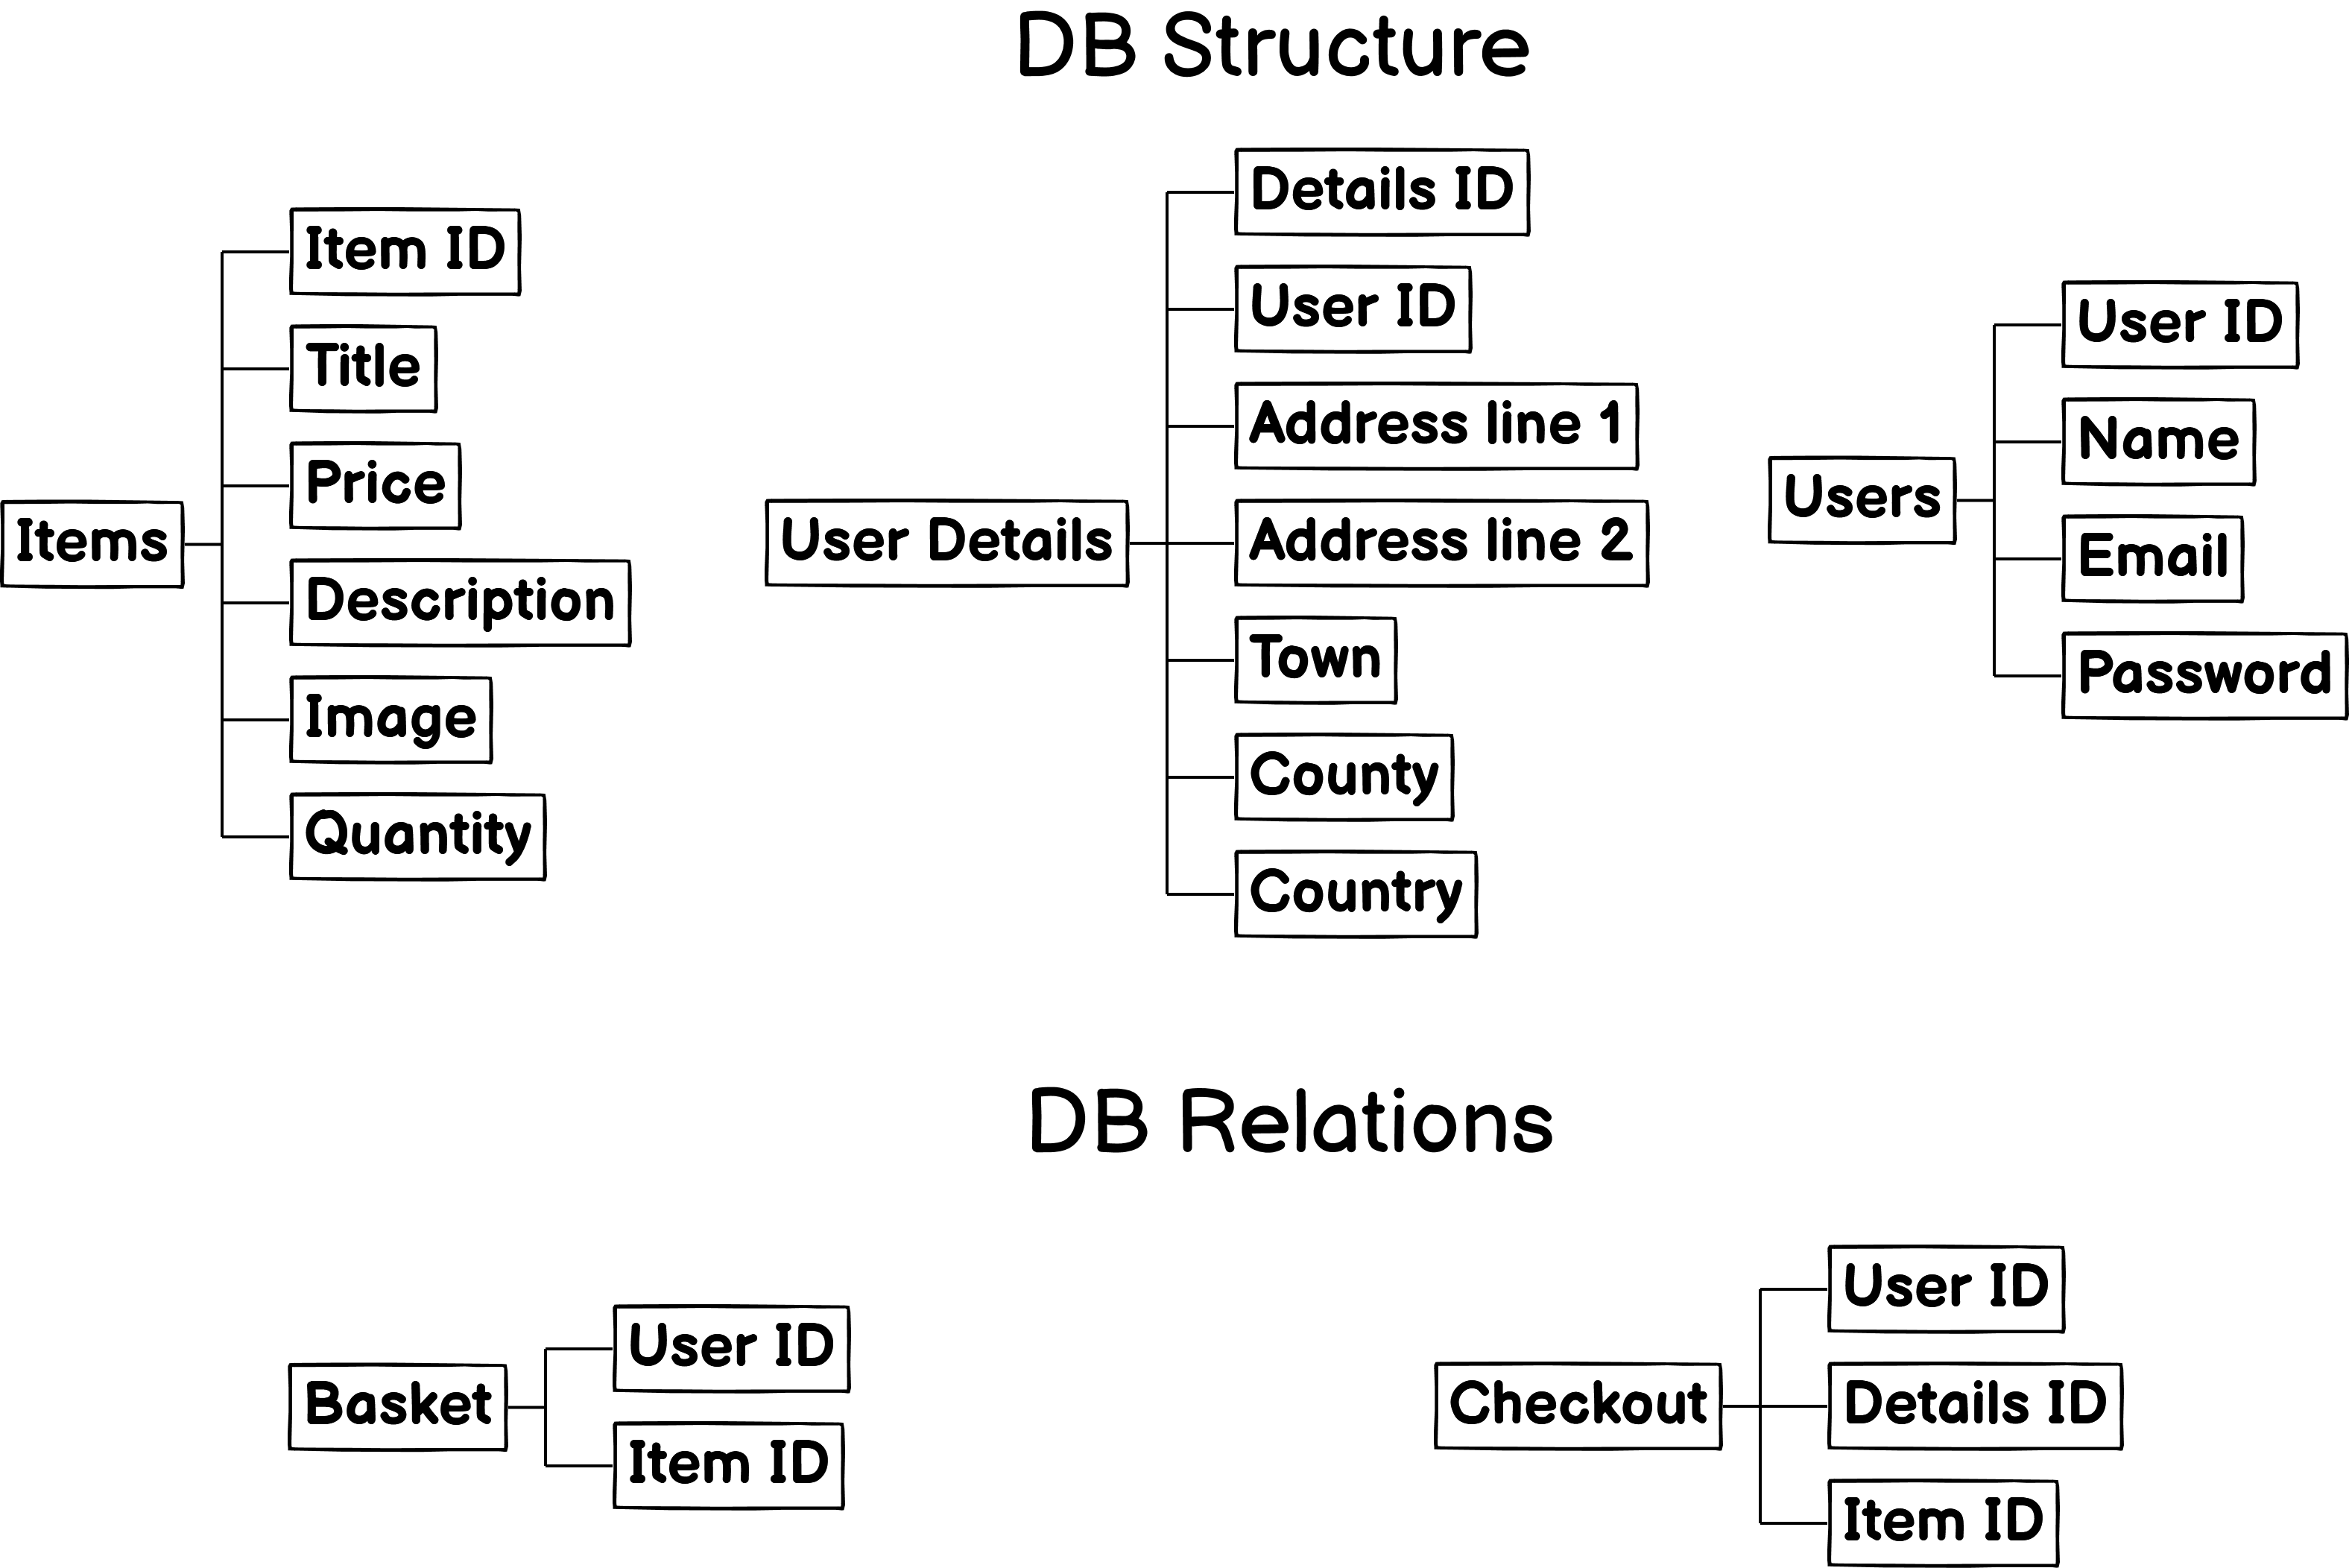 DB Structure
Items
Item ID
Title
Price
Description
Image
Quantity
User Details
Details ID
User ID
Address line 1
Address line 2
Town
County
Country
Users
User ID
Name
Email
Password
DB Relations
Basket
User ID
Item ID
Checkout
User ID
Details ID
Item ID